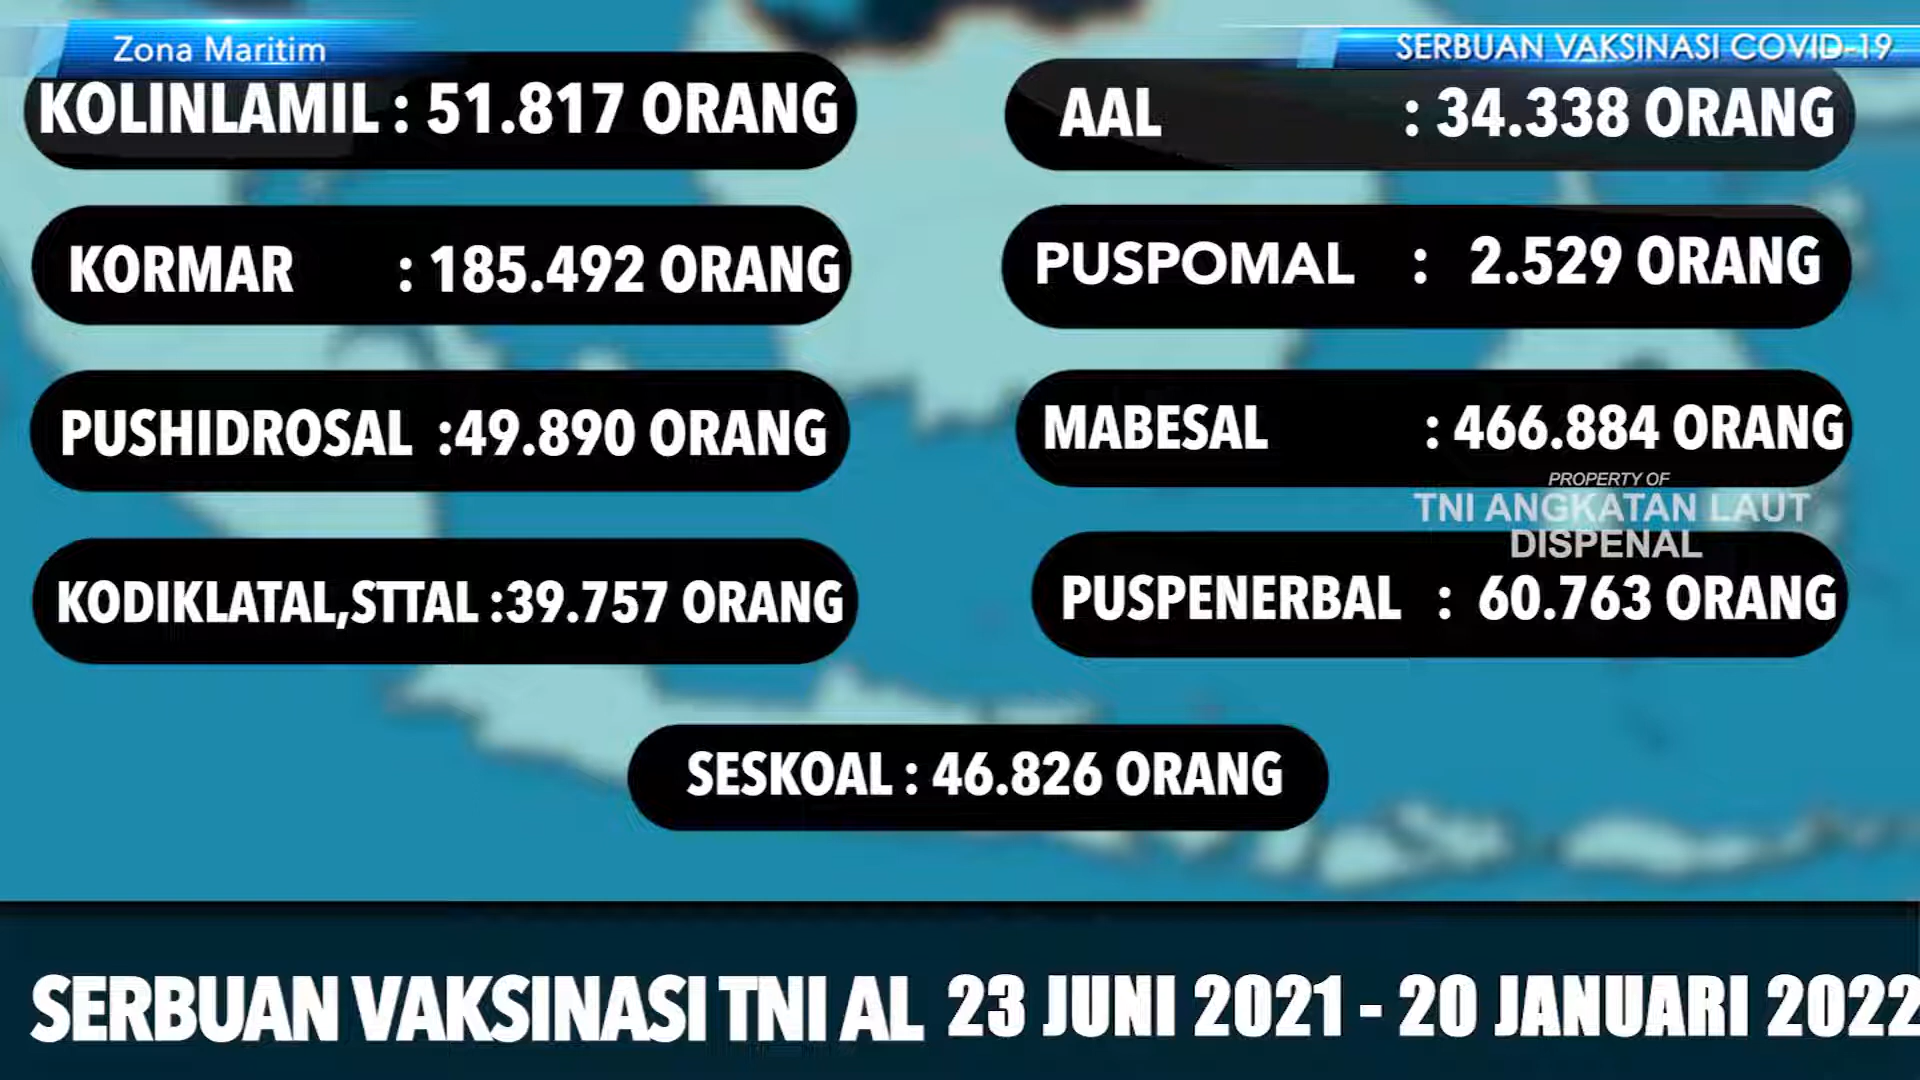 Zona Maritim
SERBUAN VAKSINASI COVID-19
KOLINLAMIL : 51.817 ORANG
AAL : 34.338 ORANG
KORMAR : 185.492 ORANG
PUSPOMAL : 2.529 ORANG
PUSHIDROSAL :49.890 ORANG
MABESAL : 466.884 ORANG
PROPERTY OF
TNI ANGKATAN LAUT
DISPENAL
KODIKLATAL,STTAL :39.757 ORANG
PUSPENERBAL : 60.763 ORANG
SESKOAL : 46.826 ORANG
SERBUAN VAKSINASI TNI AL 23 JUNI 2021 - 20 JANUARI 2022